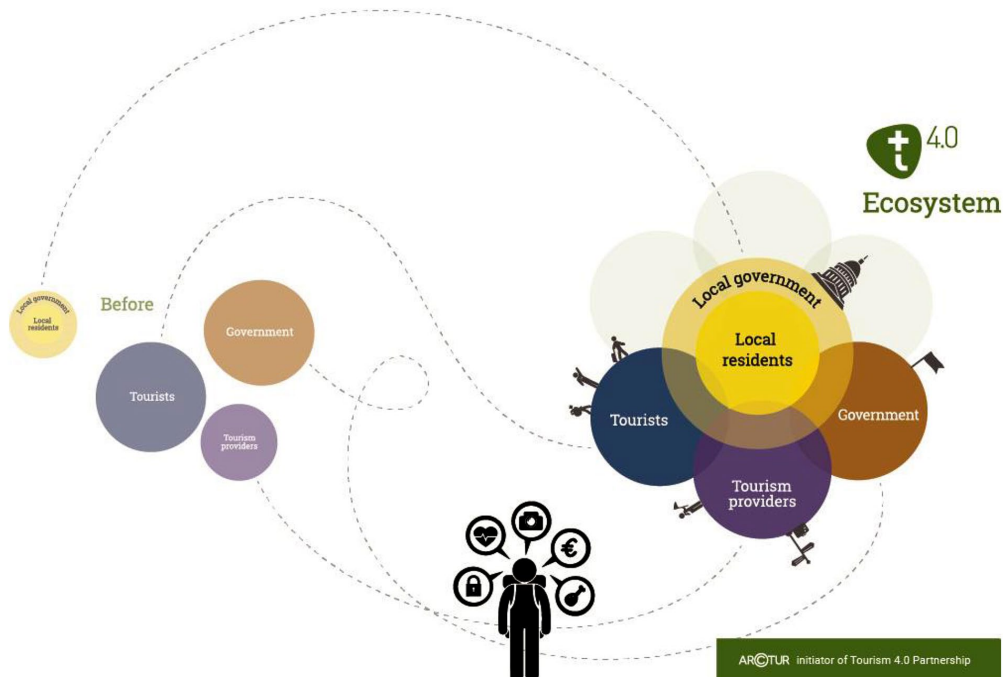 4.0
Ecosystem
Before
Local government
Local
residents
Government
Tourists
Tourism
providers
Local government
Local
residents
Tourists
Government
Tourism
providers
€
ARCTUR initiator of Tourism 4.0 Partnership